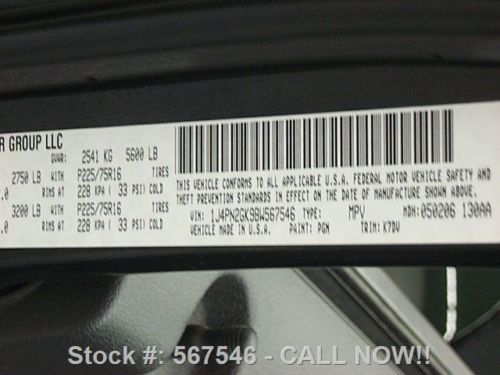 R GROUP LLC
GVWR: 2541 KG 5600 LB
2750 LB WITH P225/75R16 TIRES
.0 RIMS AT 228 KPA ( 33 PSI) COLD
3200 LB WITH P225/75R16 TIRES
.0 RIMS AT 228 KPA ( 33 PSI) COLD
THIS VEHICLE CONFORMS TO ALL APPLICABLE U.S.A. FEDERAL MOTOR VEHICLE SAFETY AND
THEFT PREVENTION STANDARDS IN EFFECT ON THE DATE OF MANUFACTURE SHOWN ABOVE.
VIN: 1J4PN2GK9BW567546 TYPE: MPV MDH: 050206 130AA
VEHICLE MADE IN U.S.A. PAINT: PGN TRIM: K7DV
Stock #: 567546 - CALL NOW!!